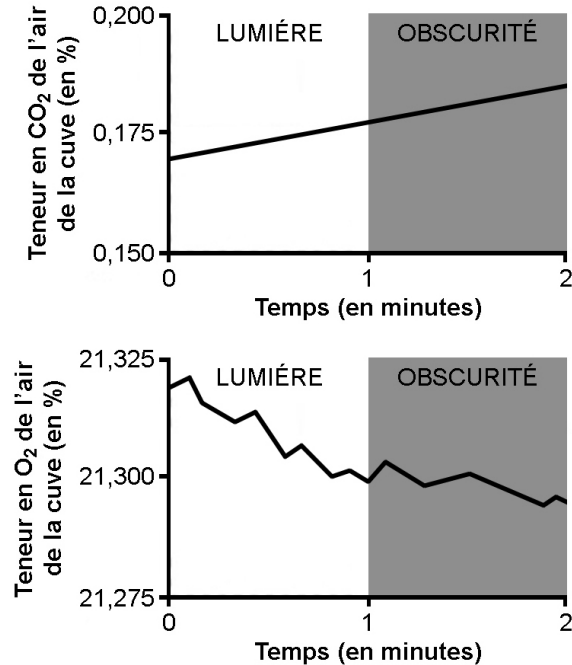 0,200
LUMIÉRE OBSCURITÉ
Teneur en CO₂ de l'air
de la cuve (en %)
0,175
0,150
0 1 2
Temps (en minutes)
21,325
LUMIÉRE OBSCURITÉ
Teneur en O₂ de l'air
de la cuve (en %)
21,300
21,275
0 1 2
Temps (en minutes)